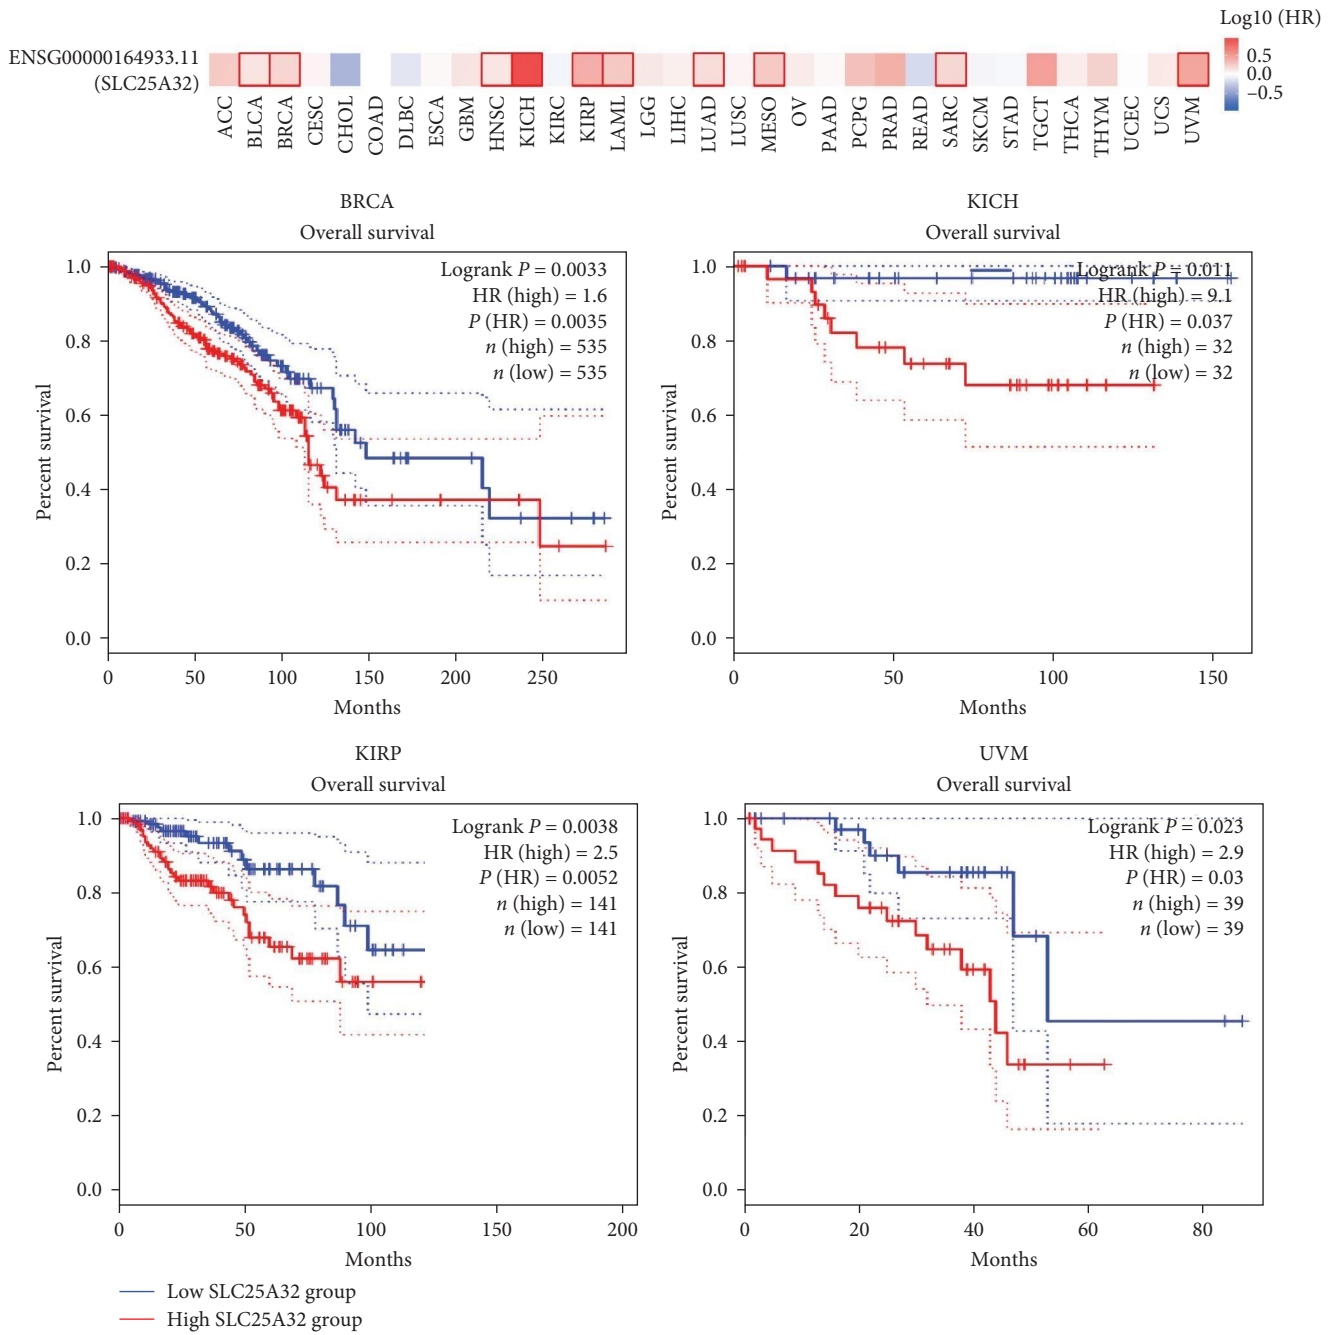 Log10 (HR)
ENSG00000164933.11
(SLC25A32)
0.5
0.0
−0.5
ACC BLCA BRCA CESC CHOL COAD DLBC ESCA GBM HNSC KICH KIRC KIRP LAML LGG LIHC LUAD LUSC MESO OV PAAD PCPG PRAD READ SARC SKCM STAD TGCT THCA THYM UCEC UCS UVM
BRCA
Overall survival
Logrank P = 0.0033
HR (high) = 1.6
P (HR) = 0.0035
n (high) = 535
n (low) = 535
Percent survival
1.0
0.8
0.6
0.4
0.2
0.0
0 50 100 150 200 250
Months
KICH
Overall survival
Logrank P = 0.011
HR (high) = 9.1
P (HR) = 0.037
n (high) = 32
n (low) = 32
Percent survival
1.0
0.8
0.6
0.4
0.2
0.0
0 50 100 150
Months
KIRP
Overall survival
Logrank P = 0.0038
HR (high) = 2.5
P (HR) = 0.0052
n (high) = 141
n (low) = 141
Percent survival
1.0
0.8
0.6
0.4
0.2
0.0
0 50 100 150 200
Months
UVM
Overall survival
Logrank P = 0.023
HR (high) = 2.9
P (HR) = 0.03
n (high) = 39
n (low) = 39
Percent survival
1.0
0.8
0.6
0.4
0.2
0.0
0 20 40 60 80
Months
Low SLC25A32 group
High SLC25A32 group